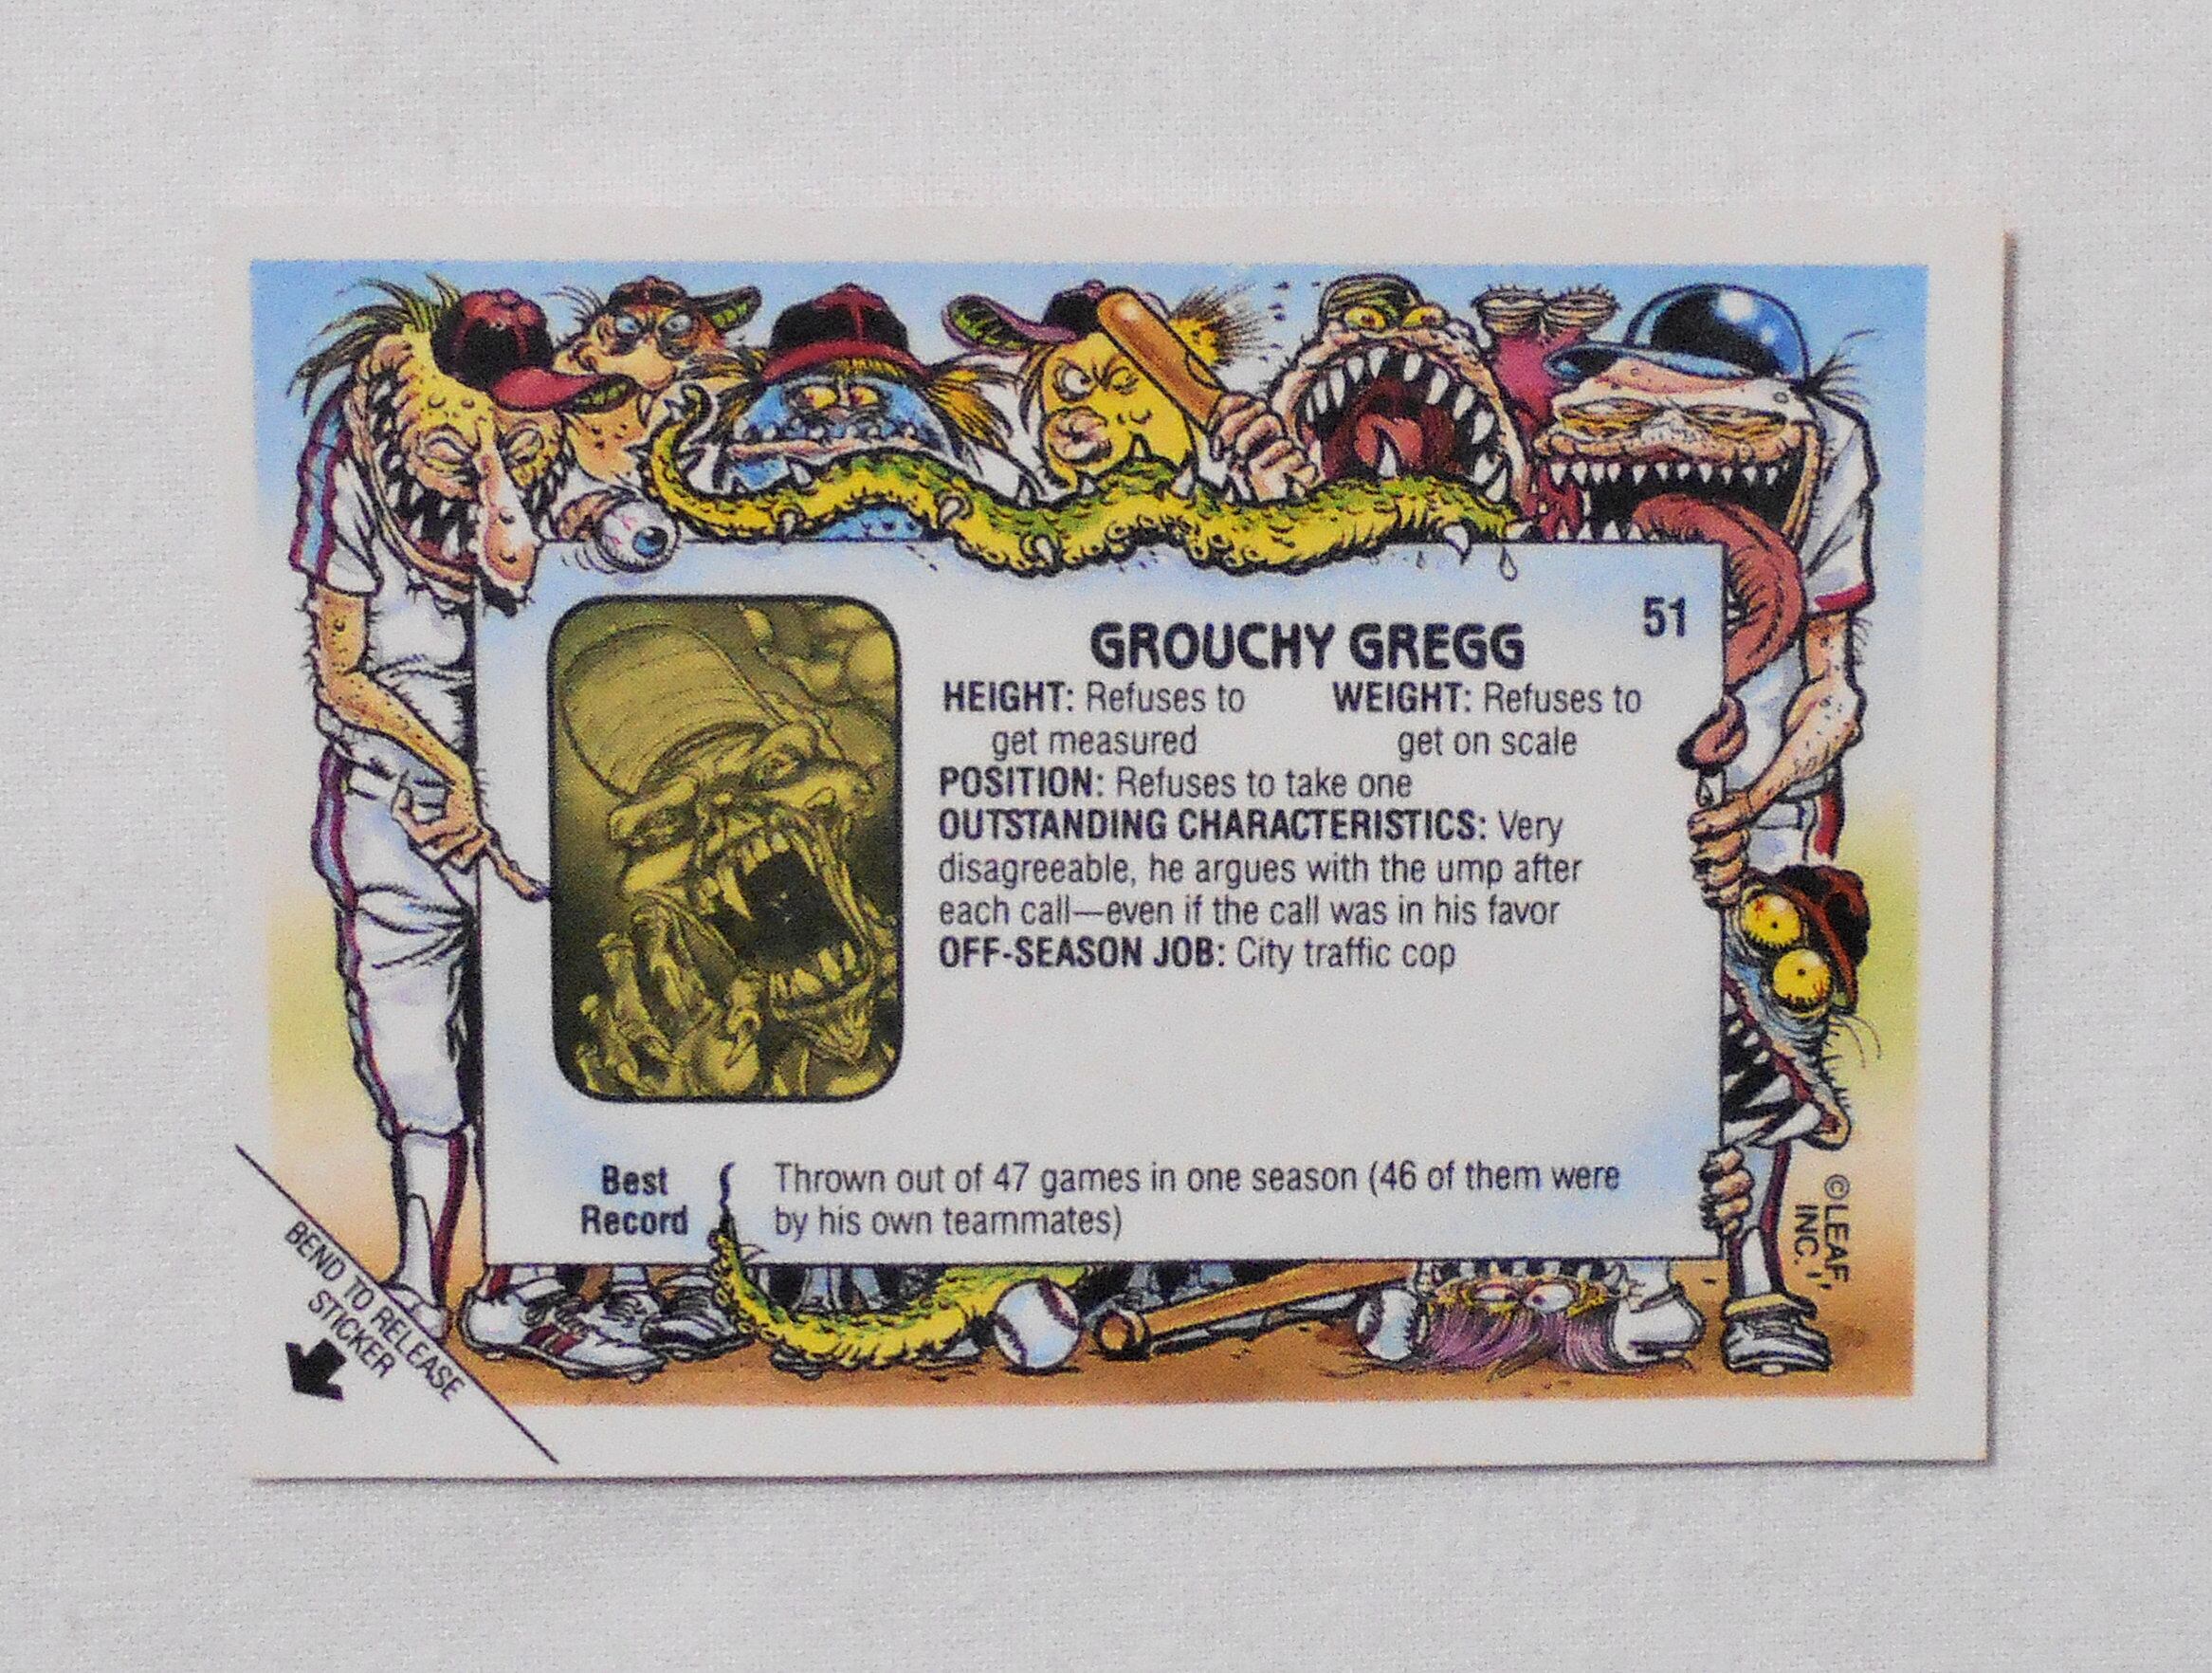 51
GROUCHY GREGG
HEIGHT: Refuses to get measured
WEIGHT: Refuses to get on scale
POSITION: Refuses to take one
OUTSTANDING CHARACTERISTICS: Very
disagreeable, he argues with the ump after
each call—even if the call was in his favor
OFF-SEASON JOB: City traffic cop
Best
Record
Thrown out of 47 games in one season (46 of them were
by his own teammates)
©LEAF,
INC.
BEND TO RELEASE
STICKER